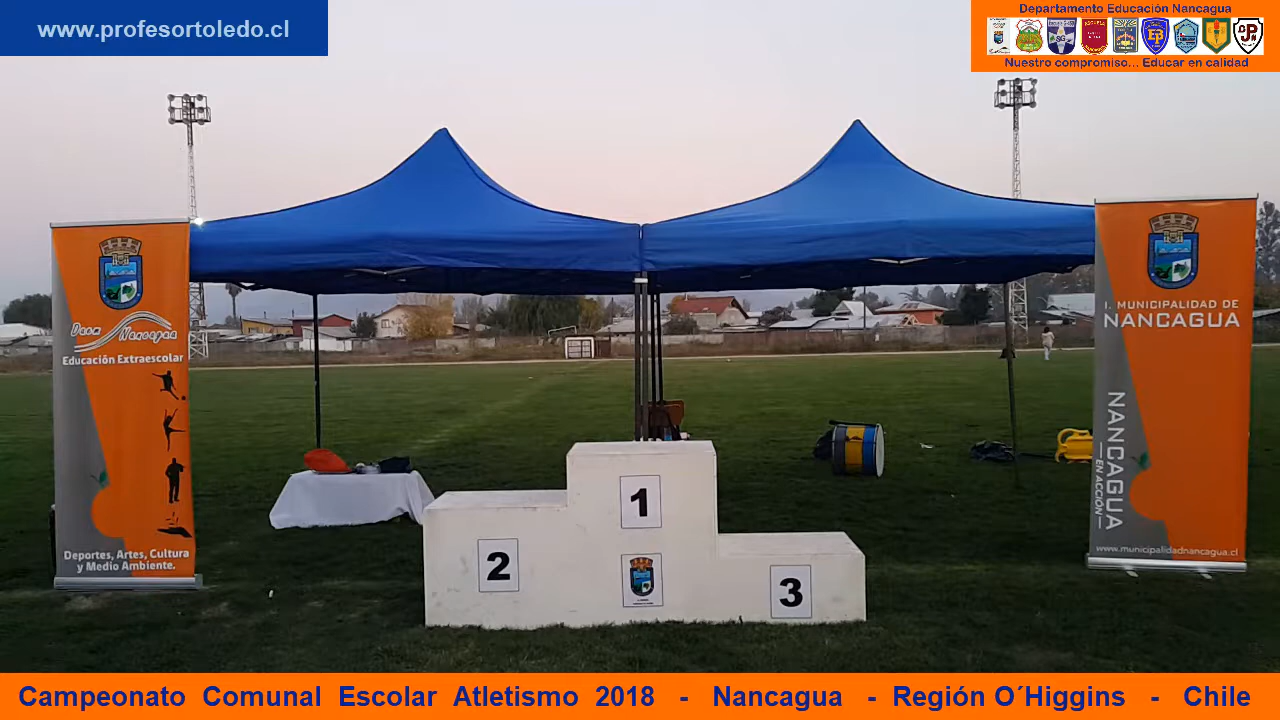 www.profesortoledo.cl
Departamento Educación Nancagua
Nuestro compromiso... Educar en calidad
Daem Nancagua
Educación Extraescolar
Deportes, Artes, Cultura
y Medio Ambiente.
I. MUNICIPALIDAD DE
NANCAGUA
NANCAGUA
—EN ACCIÓN—
www.municipalidadnancagua.cl
1
2
3
Campeonato Comunal Escolar Atletismo 2018 - Nancagua - Región O´Higgins - Chile